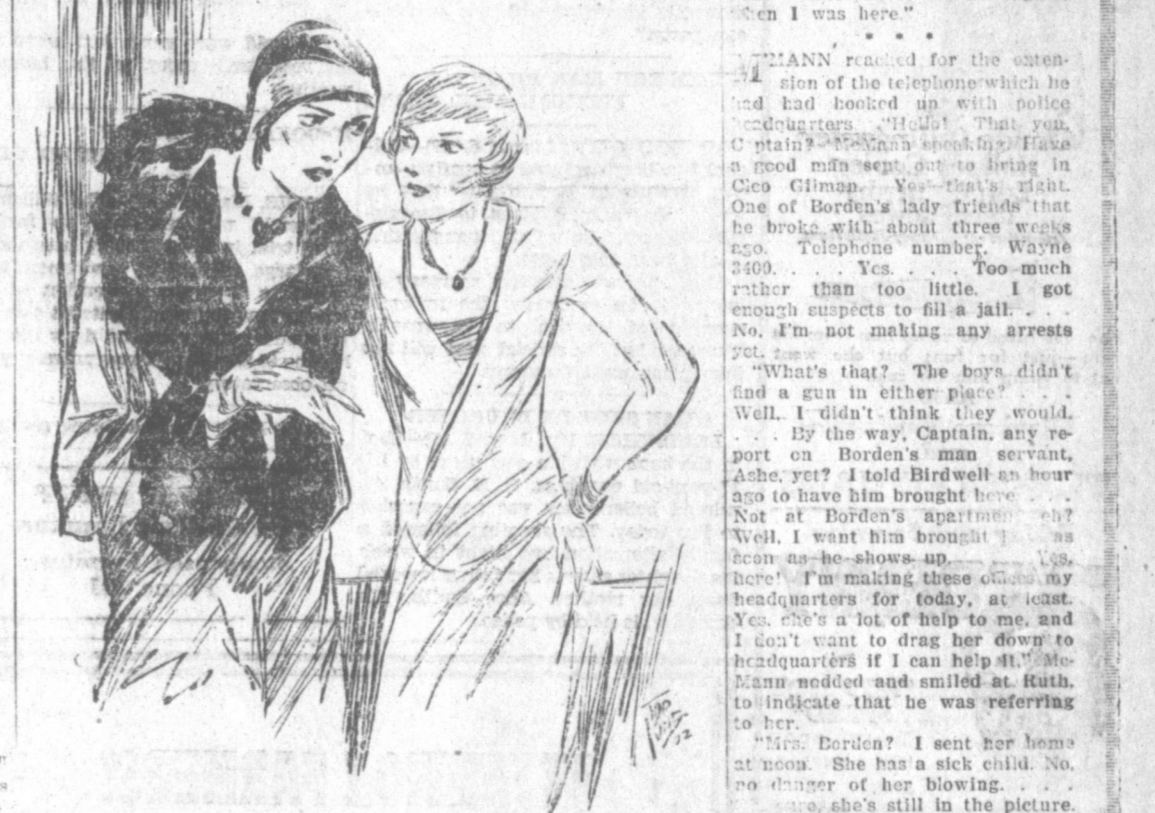 when I was here."
* * *
McMANN reached for the exten-
sion of the telephone which he
had had hooked up with police
headquarters. "Hello! That you,
Captain? McMann speaking. Have
a good man sent out to bring in
Cleo Gilman. Yes that's right.
One of Borden's lady friends that
he broke with about three weeks
ago. Telephone number, Wayne
3400. . . . Yes. . . . Too much
rather than too little. I got
enough suspects to fill a jail. . . .
No, I'm not making any arrests
yet.
"What's that? The boys didn't
find a gun in either place? . . .
Well, I didn't think they would.
. . . By the way, Captain, any re-
port on Borden's man servant,
Ashe, yet? I told Birdwell an hour
ago to have him brought here. . . .
Not at Borden's apartment, eh?
Well, I want him brought as
soon as he shows up. Yes,
here! I'm making these offices my
headquarters for today, at least.
Yes, she's a lot of help to me, and
I don't want to drag her down to
headquarters if I can help it." Mc-
Mann nodded and smiled at Ruth,
to indicate that he was referring
to her.
"Mrs. Borden? I sent her home
at noon. She has a sick child. No,
no danger of her blowing. . . .
Sure, she's still in the picture.